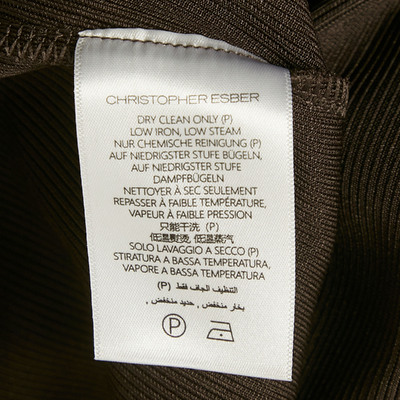 CHRISTOPHER ESBER
DRY CLEAN ONLY (P)
LOW IRON, LOW STEAM
NUR CHEMISCHE REINIGUNG (P)
AUF NIEDRIGSTER STUFE BÜGELN,
AUF NIEDRIGSTER STUFE
DAMPFBÜGELN
NETTOYER À SEC SEULEMENT
REPASSER À FAIBLE TEMPÉRATURE,
VAPEUR À FAIBLE PRESSION
只能干洗 (P)
低温熨烫, 低温蒸汽
SOLO LAVAGGIO A SECCO (P)
STIRATURA A BASSA TEMPERATURA,
VAPORE A BASSA TEMPERATURA
التنظيف الجاف فقط (P)
بخار منخفض , حديد منخفض .
P